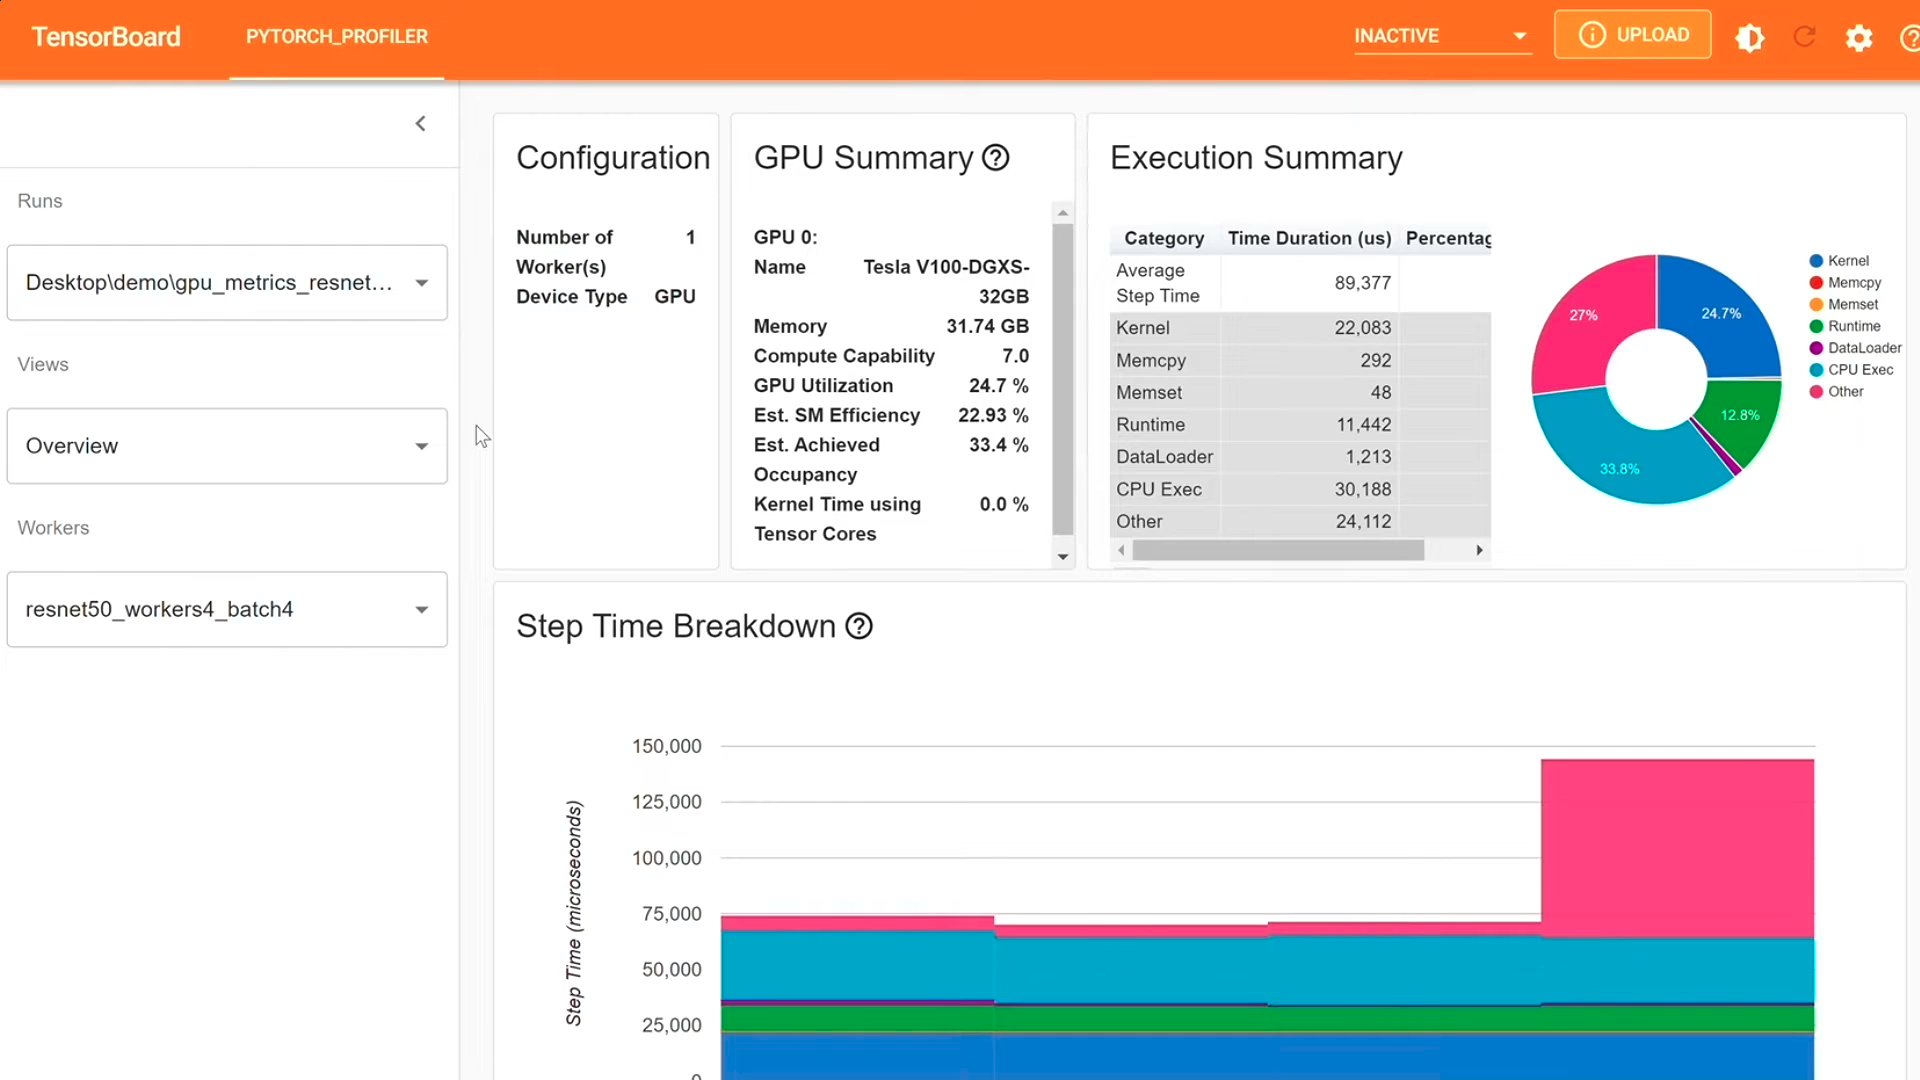 TensorBoard
PYTORCH_PROFILER
INACTIVE
UPLOAD
Runs
Desktop\demo\gpu_metrics_resnet...
Views
Overview
Workers
resnet50_workers4_batch4
Configuration
Number of 1
Worker(s)
Device Type GPU
GPU Summary
GPU 0:
Name Tesla V100-DGXS-
32GB
Memory 31.74 GB
Compute Capability 7.0
GPU Utilization 24.7 %
Est. SM Efficiency 22.93 %
Est. Achieved 33.4 %
Occupancy
Kernel Time using 0.0 %
Tensor Cores
Execution Summary
Category Time Duration (us) Percentag
Average
Step Time 89,377
Kernel 22,083
Memcpy 292
Memset 48
Runtime 11,442
DataLoader 1,213
CPU Exec 30,188
Other 24,112
27%
24.7%
12.8%
33.8%
Kernel
Memcpy
Memset
Runtime
DataLoader
CPU Exec
Other
Step Time Breakdown
Step Time (microseconds)
150,000
125,000
100,000
75,000
50,000
25,000
0